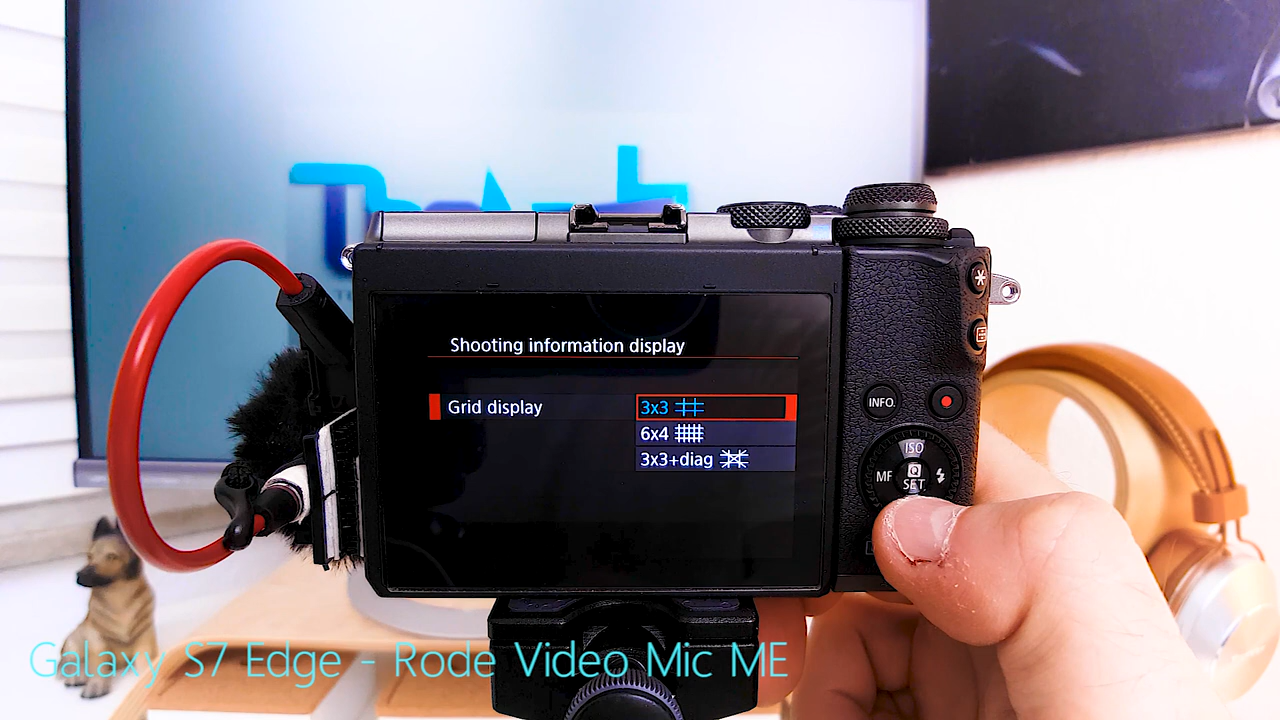 Shooting information display
Grid display
3x3
6x4
3x3+diag
INFO.
ISO
MF
Q
SET
Galaxy S7 Edge - Rode Video Mic ME